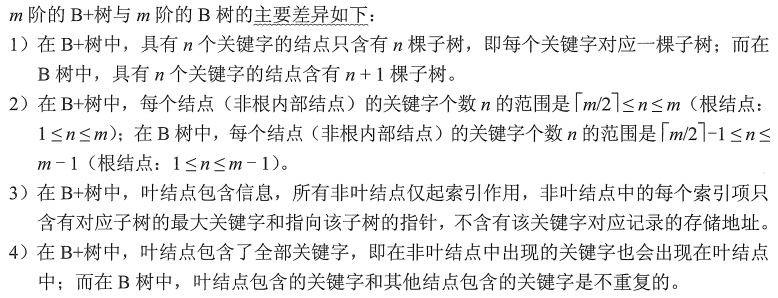 m 阶的 B+树与 m 阶的 B 树的主要差异如下：
1）在 B+树中，具有 n 个关键字的结点只含有 n 棵子树，即每个关键字对应一棵子树；而在
B 树中，具有 n 个关键字的结点含有 n + 1 棵子树。
2）在 B+树中，每个结点（非根内部结点）的关键字个数 n 的范围是⌈m/2⌉≤n≤m（根结点：
1≤n≤m）；在 B 树中，每个结点（非根内部结点）的关键字个数 n 的范围是⌈m/2⌉−1≤n≤
m − 1（根结点：1≤n≤m − 1）。
3）在 B+树中，叶结点包含信息，所有非叶结点仅起索引作用，非叶结点中的每个索引项只
含有对应子树的最大关键字和指向该子树的指针，不含有该关键字对应记录的存储地址。
4）在 B+树中，叶结点包含了全部关键字，即在非叶结点中出现的关键字也会出现在叶结点
中；而在 B 树中，叶结点包含的关键字和其他结点包含的关键字是不重复的。